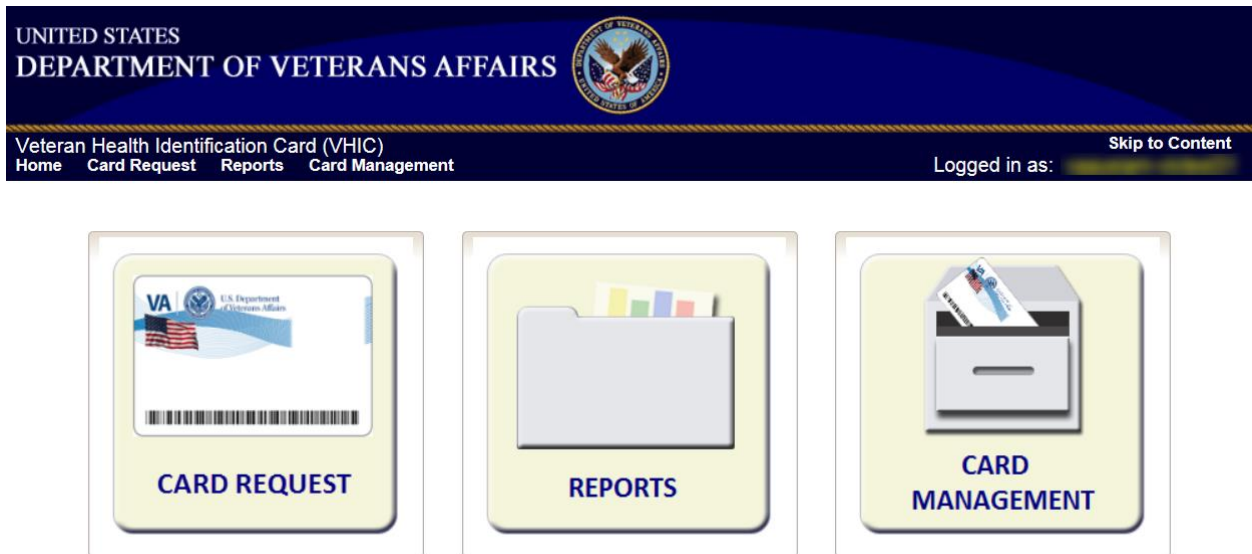 UNITED STATES
DEPARTMENT OF VETERANS AFFAIRS
Veteran Health Identification Card (VHIC)
Skip to Content
Home Card Request Reports Card Management
Logged in as:
VA
U.S. Department
of Veterans Affairs
CARD REQUEST
REPORTS
CARD
MANAGEMENT